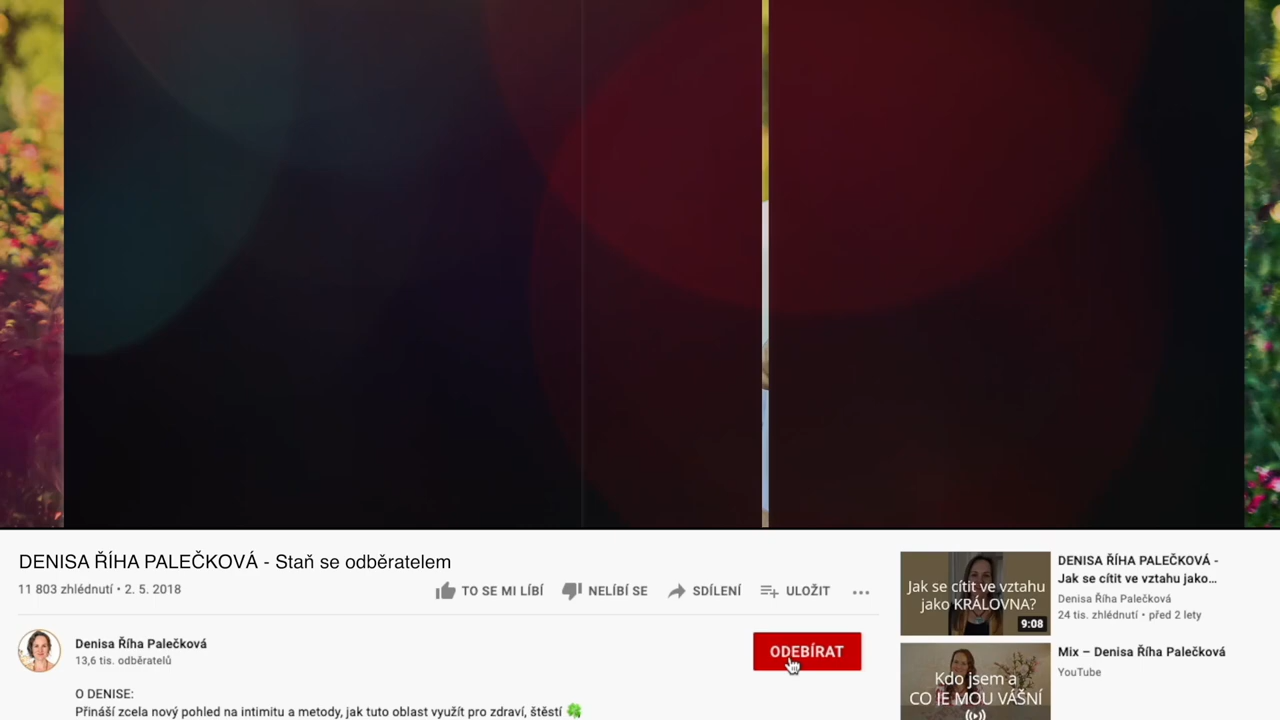 DENISA ŘÍHA PALEČKOVÁ - Staň se odběratelem
11 803 zhlédnutí • 2. 5. 2018
TO SE MI LÍBÍ
NELÍBÍ SE
SDÍLENÍ
ULOŽIT
Denisa Říha Palečková
13,6 tis. odběratelů
ODEBÍRAT
O DENISE:
Přináší zcela nový pohled na intimitu a metody, jak tuto oblast využít pro zdraví, štěstí 🍀
Jak se cítit ve vztahu
jako KRÁLOVNA?
9:08
DENISA ŘÍHA PALEČKOVÁ -
Jak se cítit ve vztahu jako...
Denisa Říha Palečková
24 tis. zhlédnutí • před 2 lety
Kdo jsem a
CO JE MOU VÁŠNÍ
Mix – Denisa Říha Palečková
YouTube